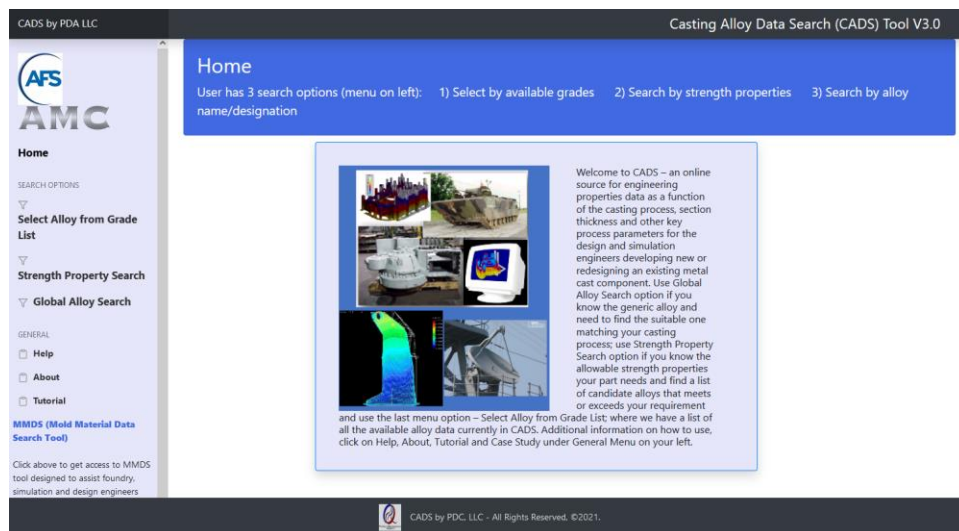 CADS by PDA LLC
Casting Alloy Data Search (CADS) Tool V3.0
AFS
AMC
Home
SEARCH OPTIONS
Select Alloy from Grade
List
Strength Property Search
Global Alloy Search
GENERAL
Help
About
Tutorial
MMDS (Mold Material Data
Search Tool)
Click above to get access to MMDS
tool designed to assist foundry,
simulation and design engineers
Home
User has 3 search options (menu on left): 1) Select by available grades 2) Search by strength properties 3) Search by alloy
name/designation
Welcome to CADS – an online
source for engineering
properties data as a function
of the casting process, section
thickness and other key
process parameters for the
design and simulation
engineers developing new or
redesigning an existing metal
cast component. Use Global
Alloy Search option if you
know the generic alloy and
need to find the suitable one
matching your casting
process; use Strength Property
Search option if you know the
allowable strength properties
your part needs and find a list
of candidate alloys that meets
or exceeds your requirement
and use the last menu option – Select Alloy from Grade List; where we have a list of
all the available alloy data currently in CADS. Additional information on how to use,
click on Help, About, Tutorial and Case Study under General Menu on your left.
CADS by PDC, LLC - All Rights Reserved. ©2021.